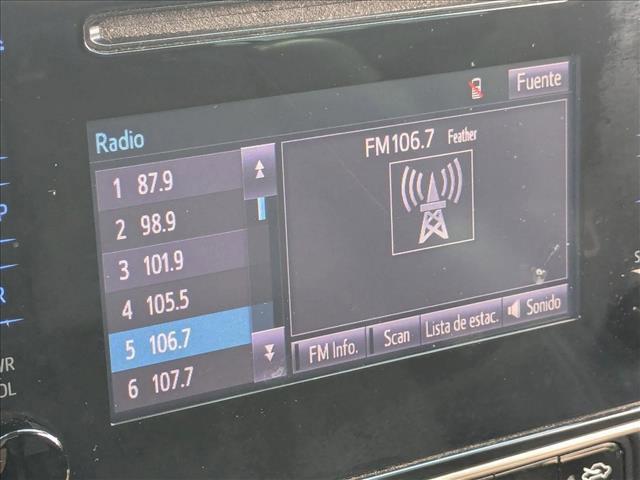 Fuente
Radio
FM106.7 Feather
1 87.9
2 98.9
3 101.9
4 105.5
5 106.7
6 107.7
FM Info.
Scan
Lista de estac.
Sonido